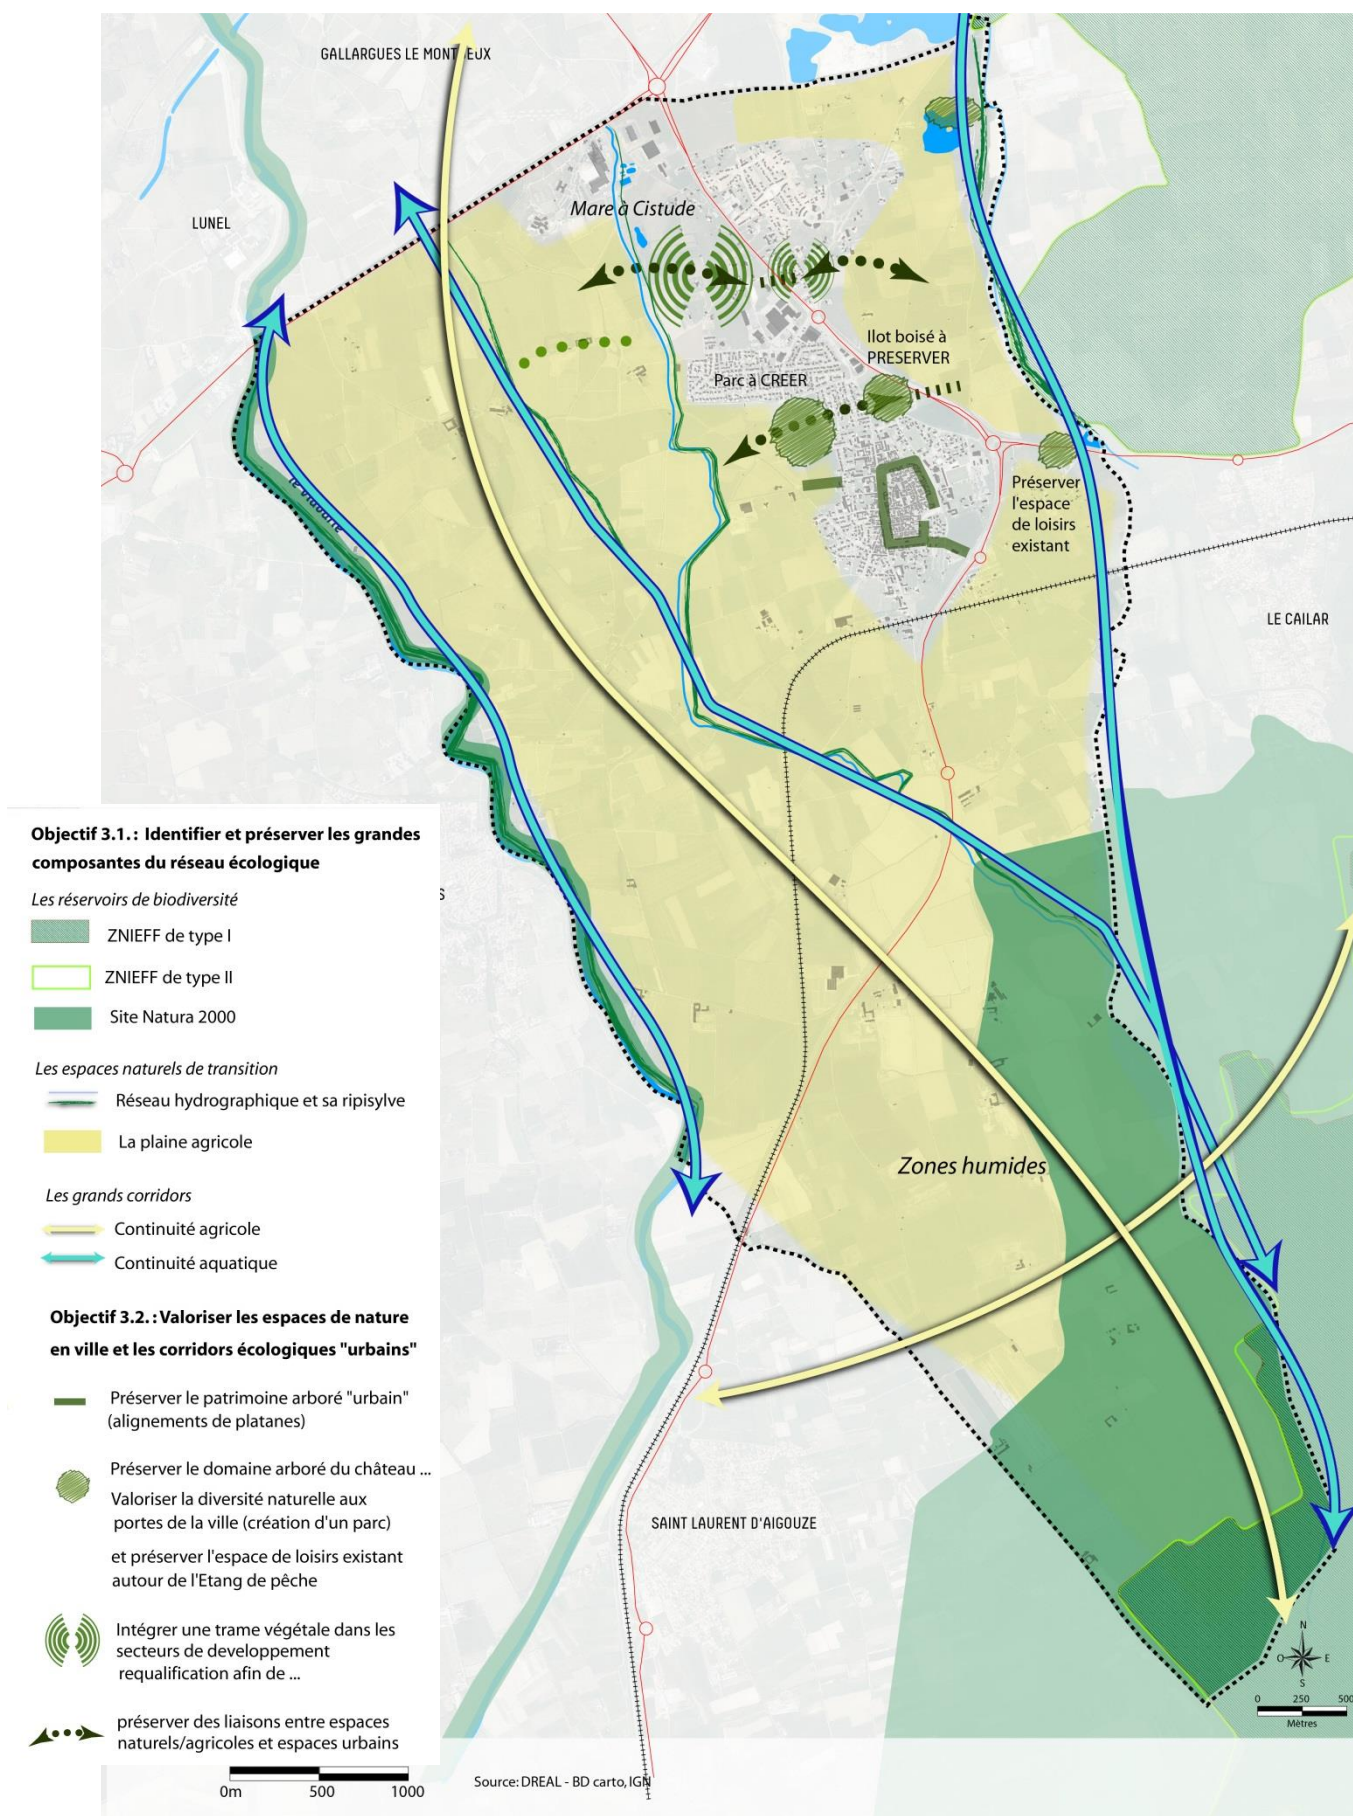 GALLARGUES LE MONTUEUX
LUNEL
Mare à Cistude
Ilot boisé à
PRESERVER
Parc à CREER
Préserver
l'espace
de loisirs
existant
le Vidourle
LE CAILAR
S
Zones humides
SAINT LAURENT D'AIGOUZE
Objectif 3.1. : Identifier et préserver les grandes
composantes du réseau écologique
Les réservoirs de biodiversité
ZNIEFF de type I
ZNIEFF de type II
Site Natura 2000
Les espaces naturels de transition
Réseau hydrographique et sa ripisylve
La plaine agricole
Les grands corridors
Continuité agricole
Continuité aquatique
Objectif 3.2. : Valoriser les espaces de nature
en ville et les corridors écologiques "urbains"
Préserver le patrimoine arboré "urbain"
(alignements de platanes)
Préserver le domaine arboré du château ...
Valoriser la diversité naturelle aux
portes de la ville (création d'un parc)
et préserver l'espace de loisirs existant
autour de l'Etang de pêche
Intégrer une trame végétale dans les
secteurs de developpement
requalification afin de ...
préserver des liaisons entre espaces
naturels/agricoles et espaces urbains
0m 500 1000
Source: DREAL - BD carto, IGN
N
O E
S
0 250 500
Mètres